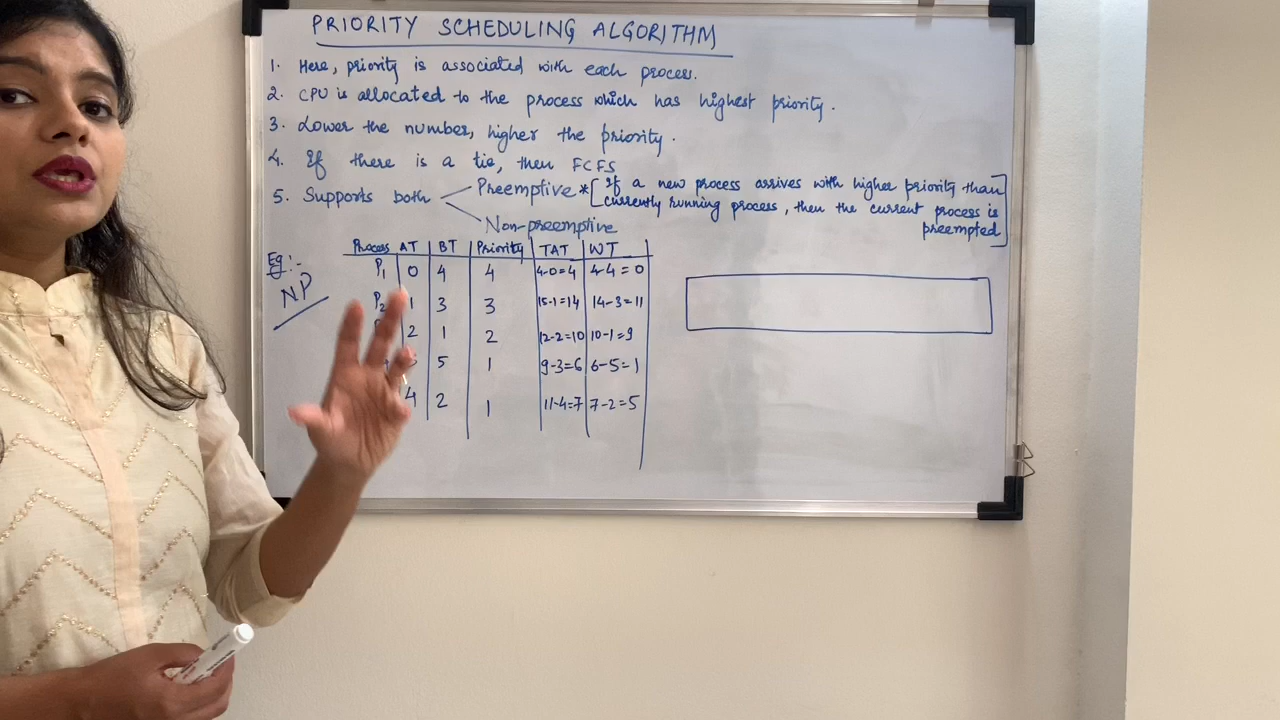 PRIORITY SCHEDULING ALGORITHM
1. Here, priority is associated with each process.
2. CPU is allocated to the process which has highest priority.
3. Lower the number, higher the priority.
4. If there is a tie, then FCFS
5. Supports both
Preemptive * [If a new process arrives with higher priority than
currently running process, then the current process is
preempted]
Non-preemptive
Eg:-
NP
Process AT BT Priority TAT WT
P1 0 4 4 4-0=4 4-4=0
P2 1 3 3 15-1=14 14-3=11
2 1 2 12-2=10 10-1=9
5 1 9-3=6 6-5=1
4 2 1 11-4=7 7-2=5